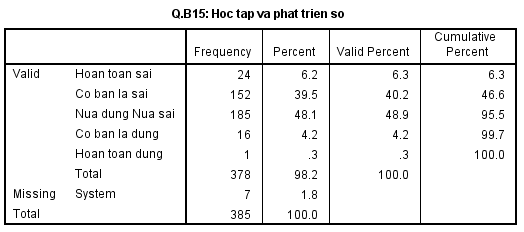 Q.B15: Hoc tap va phat trien so
Frequency Percent Valid Percent Cumulative Percent
Valid Hoan toan sai 24 6.2 6.3 6.3
Co ban la sai 152 39.5 40.2 46.6
Nua dung Nua sai 185 48.1 48.9 95.5
Co ban la dung 16 4.2 4.2 99.7
Hoan toan dung 1 .3 .3 100.0
Total 378 98.2 100.0
Missing System 7 1.8
Total 385 100.0